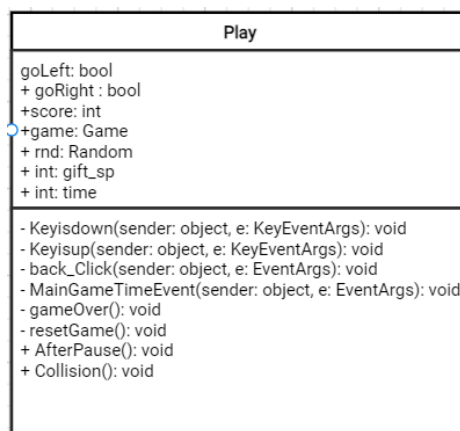 Play
goLeft: bool
+ goRight : bool
+score: int
+game: Game
+ rnd: Random
+ int: gift_sp
+ int: time
- Keyisdown(sender: object, e: KeyEventArgs): void
- Keyisup(sender: object, e: KeyEventArgs): void
- back_Click(sender: object, e: EventArgs): void
- MainGameTimeEvent(sender: object, e: EventArgs): void
- gameOver(): void
- resetGame(): void
+ AfterPause(): void
+ Collision(): void